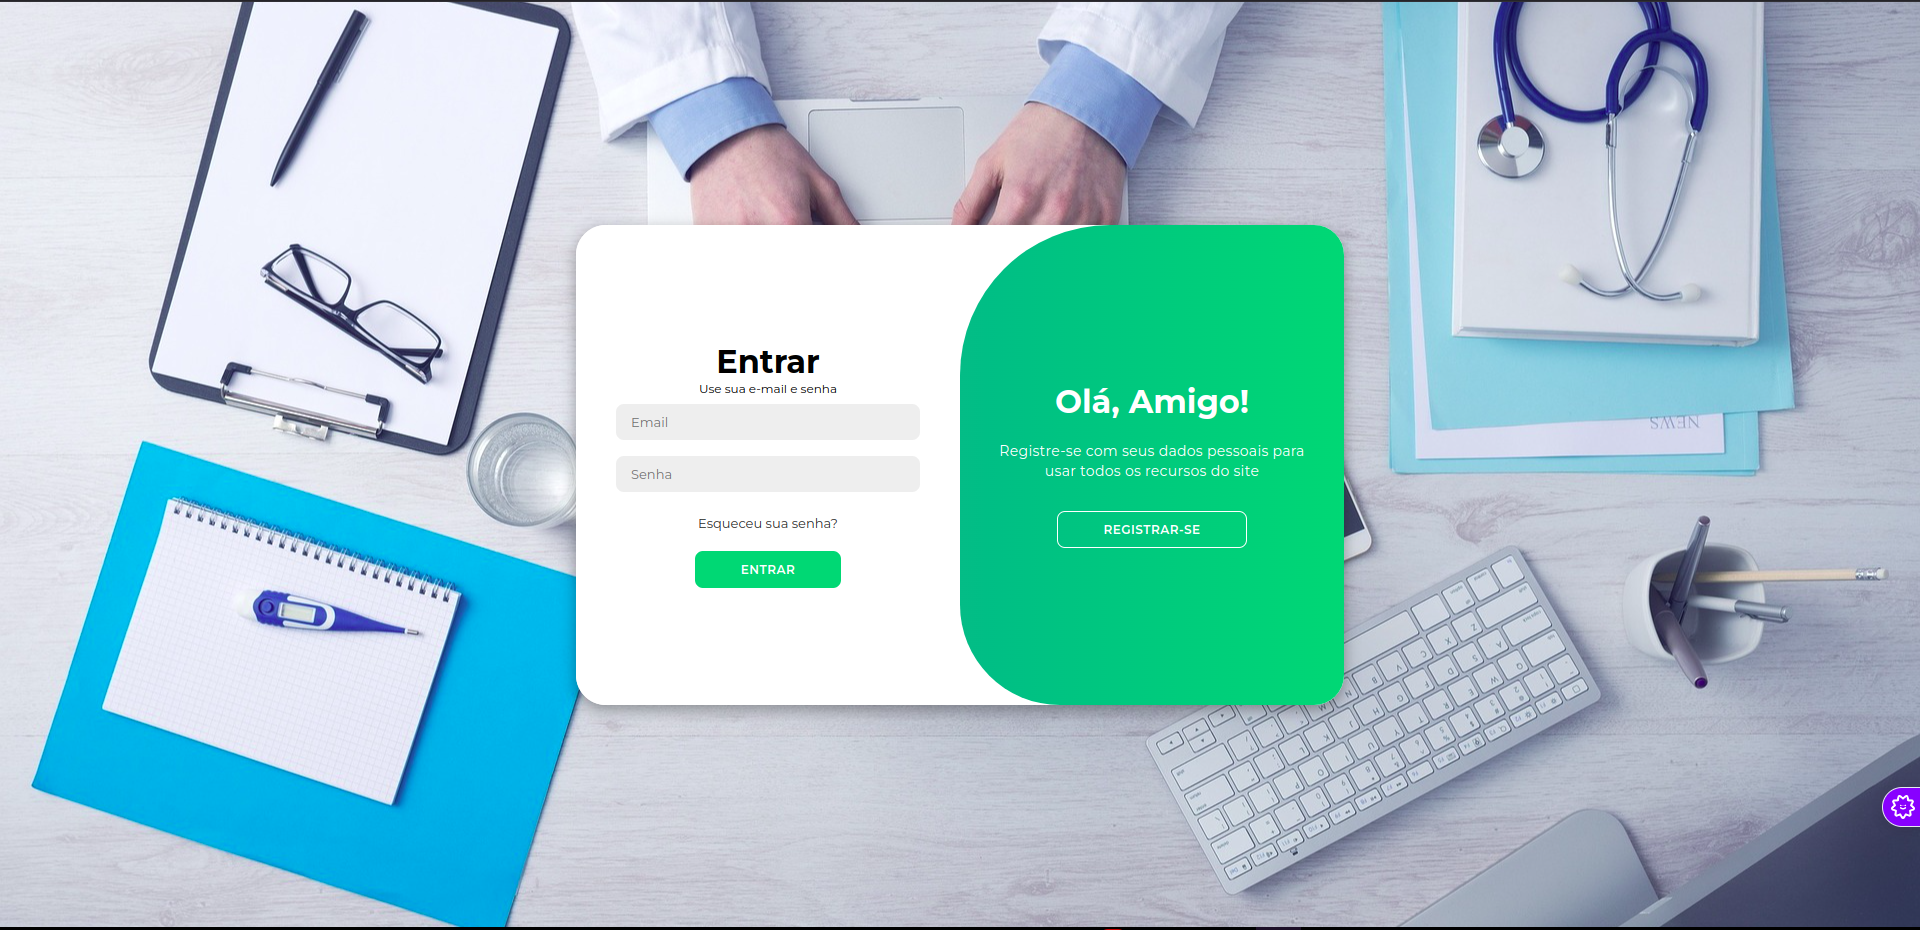 Entrar
Use sua e-mail e senha
Email
Senha
Esqueceu sua senha?
ENTRAR
Olá, Amigo!
Registre-se com seus dados pessoais para
usar todos os recursos do site
REGISTRAR-SE
NEWS